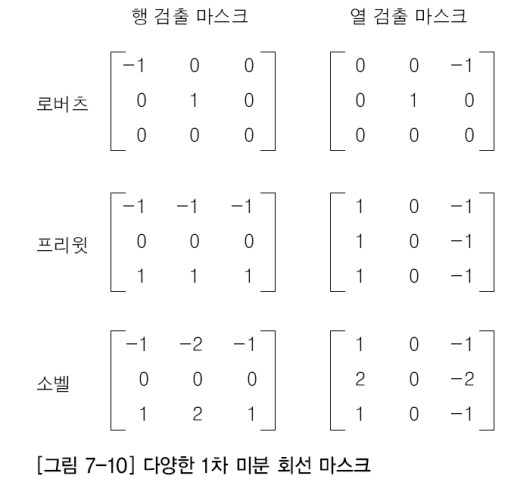 행 검출 마스크 열 검출 마스크
-1 0 0 0 0 -1
로버츠 0 1 0 0 1 0
0 0 0 0 0 0
-1 -1 -1 1 0 -1
프리윗 0 0 0 1 0 -1
1 1 1 1 0 -1
-1 -2 -1 1 0 -1
소벨 0 0 0 2 0 -2
1 2 1 1 0 -1
[그림 7-10] 다양한 1차 미분 회선 마스크